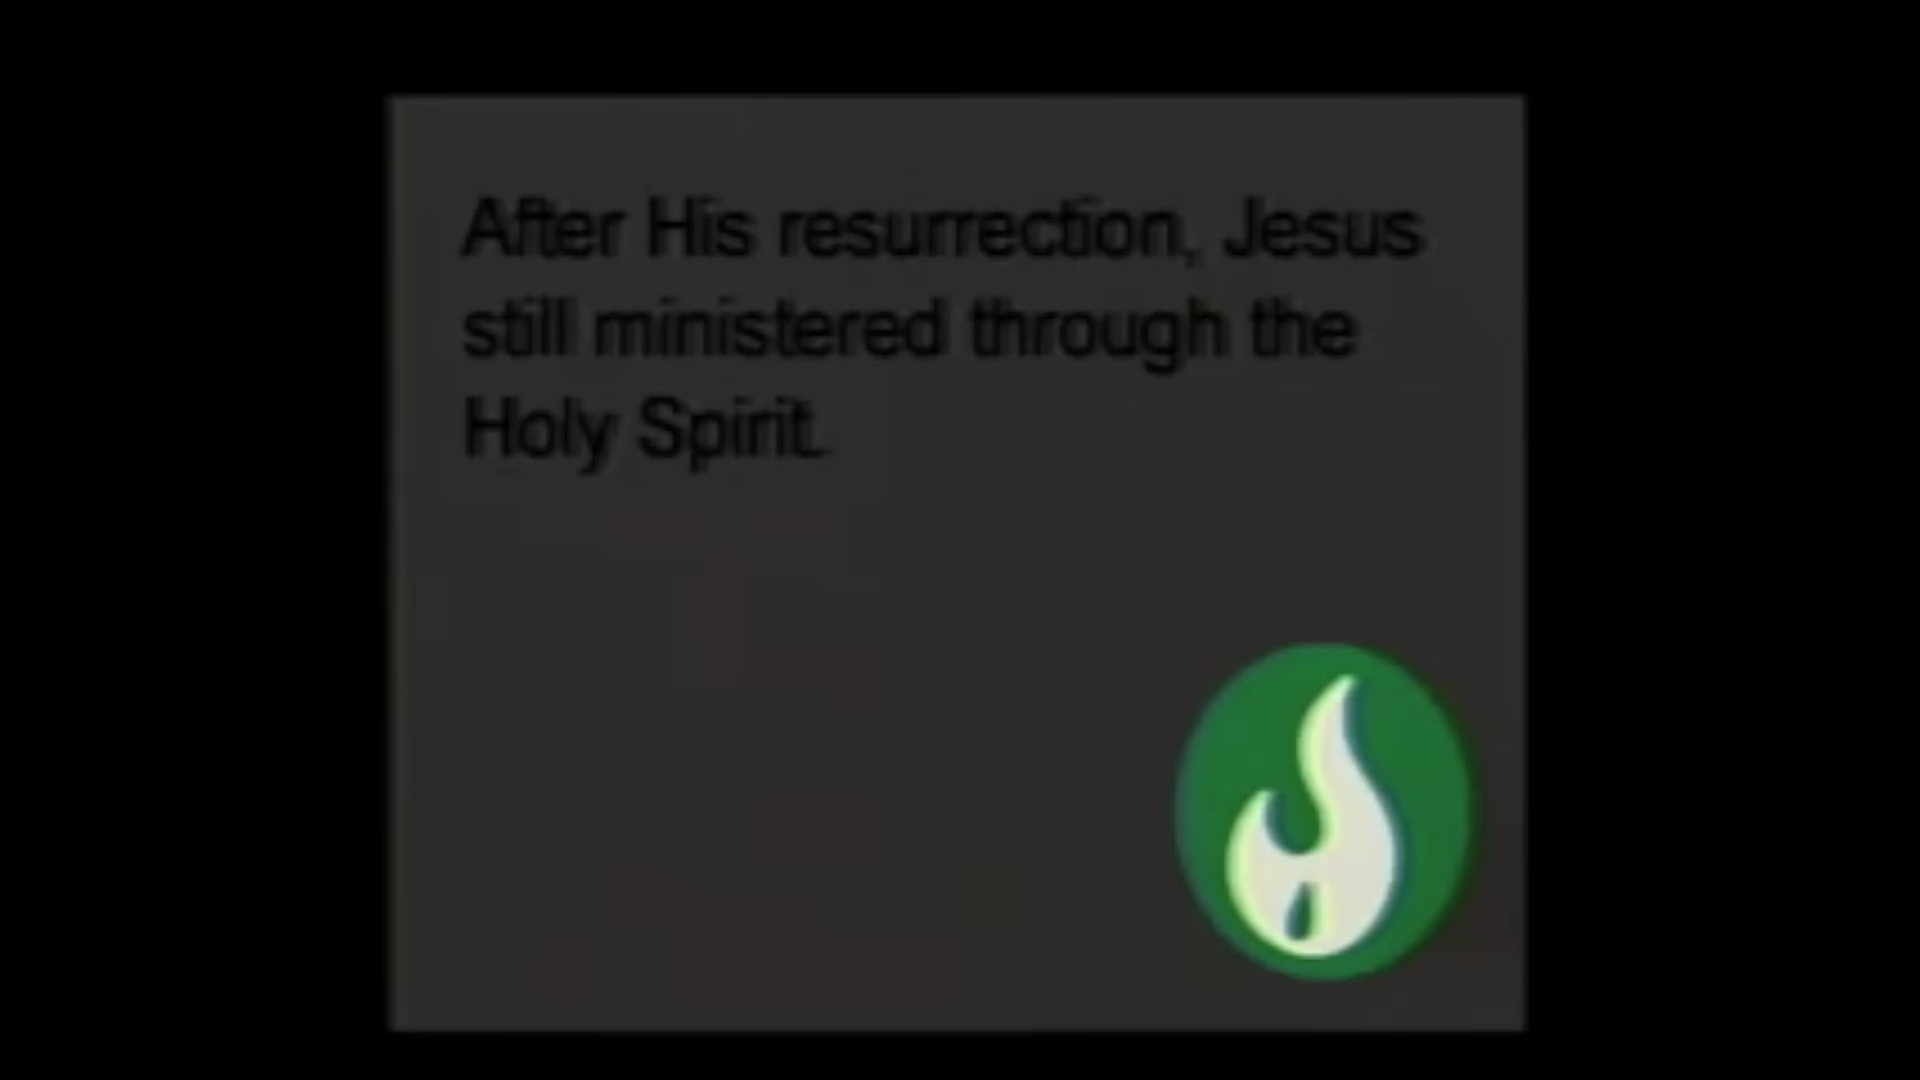 After His resurrection, Jesus
still ministered through the
Holy Spirit.